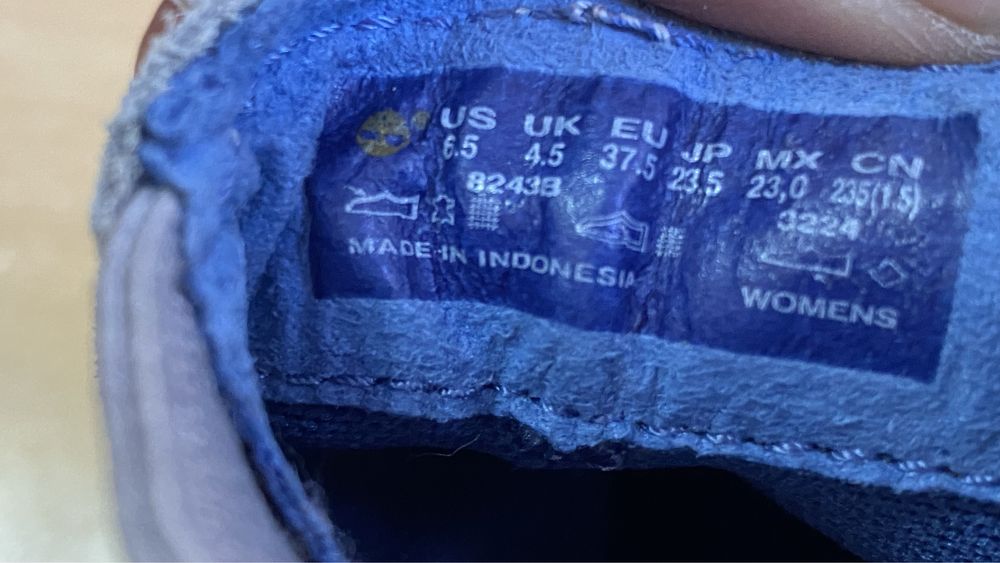 US UK EU JP MX CN
6.5 4.5 37.5 23,5 23,0 235(1.5)
8243B 3224
MADE IN INDONESIA
WOMENS